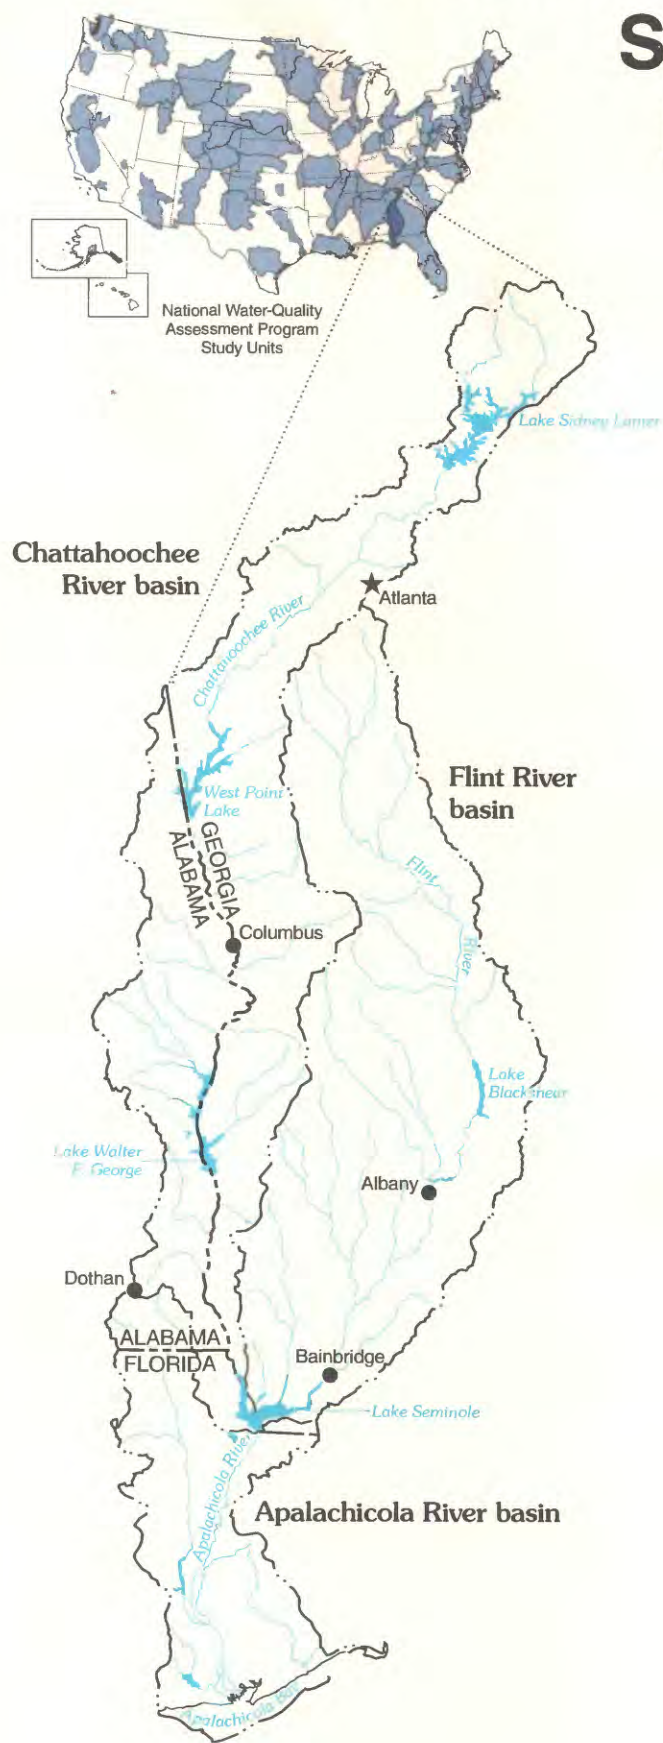 S
National Water-Quality
Assessment Program
Study Units
Lake Sidney Lanier
Chattahoochee
River basin
Atlanta
Chattahoochee River
Flint River
basin
West Point
Lake
GEORGIA
ALABAMA
Flint
River
Columbus
Lake
Blackshear
Lake Walter
F. George
Albany
Dothan
ALABAMA
FLORIDA
Bainbridge
Lake Seminole
Apalachicola River
Apalachicola River basin
Apalachicola Bay